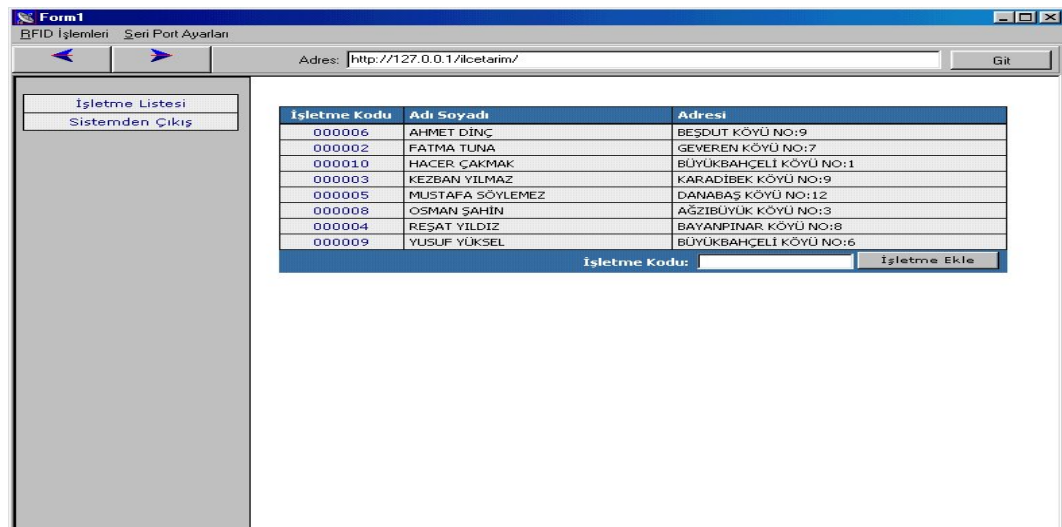 Form1
RFID İşlemleri Seri Port Ayarları
Adres: http://127.0.0.1/ilcetarim/ Git
İşletme Listesi
Sistemden Çıkış
İşletme Kodu Adı Soyadı Adresi
000006 AHMET DİNÇ BEŞDUT KÖYÜ NO:9
000002 FATMA TUNA GEVEREN KÖYÜ NO:7
000010 HACER ÇAKMAK BÜYÜKBAHÇELİ KÖYÜ NO:1
000003 KEZBAN YILMAZ KARADİBEK KÖYÜ NO:9
000005 MUSTAFA SÖYLEMEZ DANABAŞ KÖYÜ NO:12
000008 OSMAN ŞAHİN AĞZIBÜYÜK KÖYÜ NO:3
000004 REŞAT YILDIZ BAYANPINAR KÖYÜ NO:8
000009 YUSUF YÜKSEL BÜYÜKBAHÇELİ KÖYÜ NO:6
İşletme Kodu: İşletme Ekle